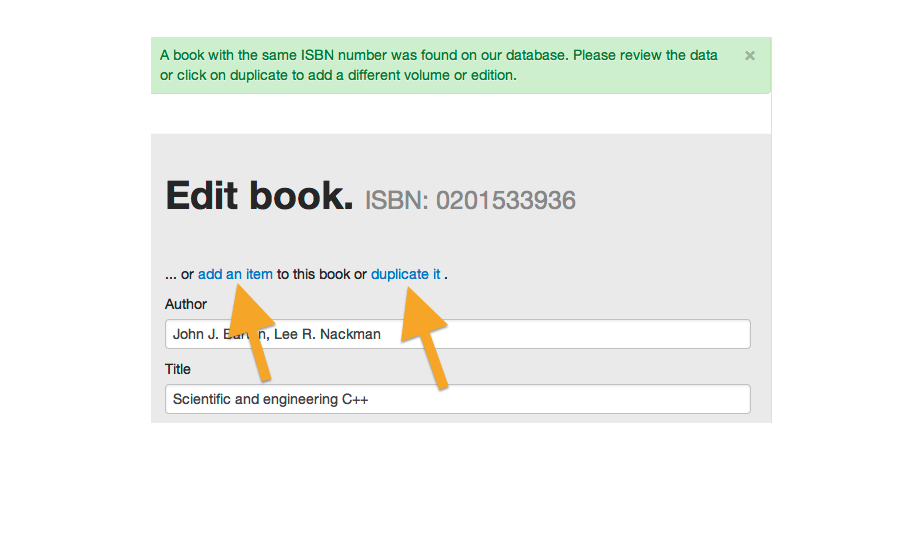 A book with the same ISBN number was found on our database. Please review the data
or click on duplicate to add a different volume or edition.
×
Edit book. ISBN: 0201533936
... or add an item to this book or duplicate it .
Author
John J. Barton, Lee R. Nackman
Title
Scientific and engineering C++